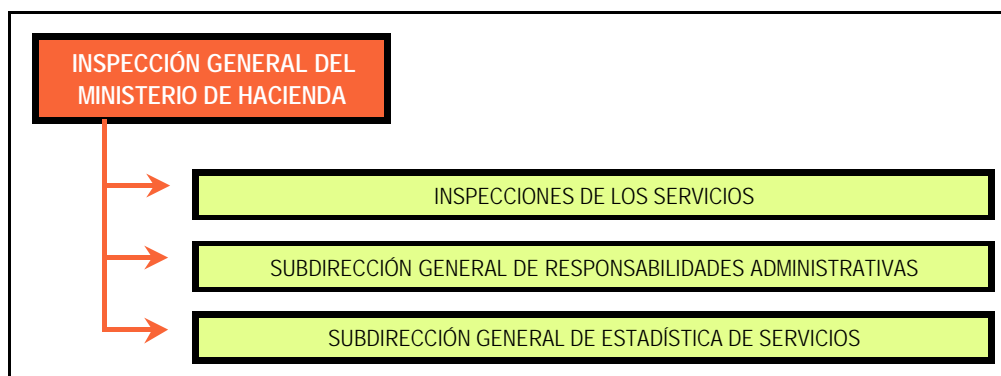 INSPECCIÓN GENERAL DEL
MINISTERIO DE HACIENDA
INSPECCIONES DE LOS SERVICIOS
SUBDIRECCIÓN GENERAL DE RESPONSABILIDADES ADMINISTRATIVAS
SUBDIRECCIÓN GENERAL DE ESTADÍSTICA DE SERVICIOS